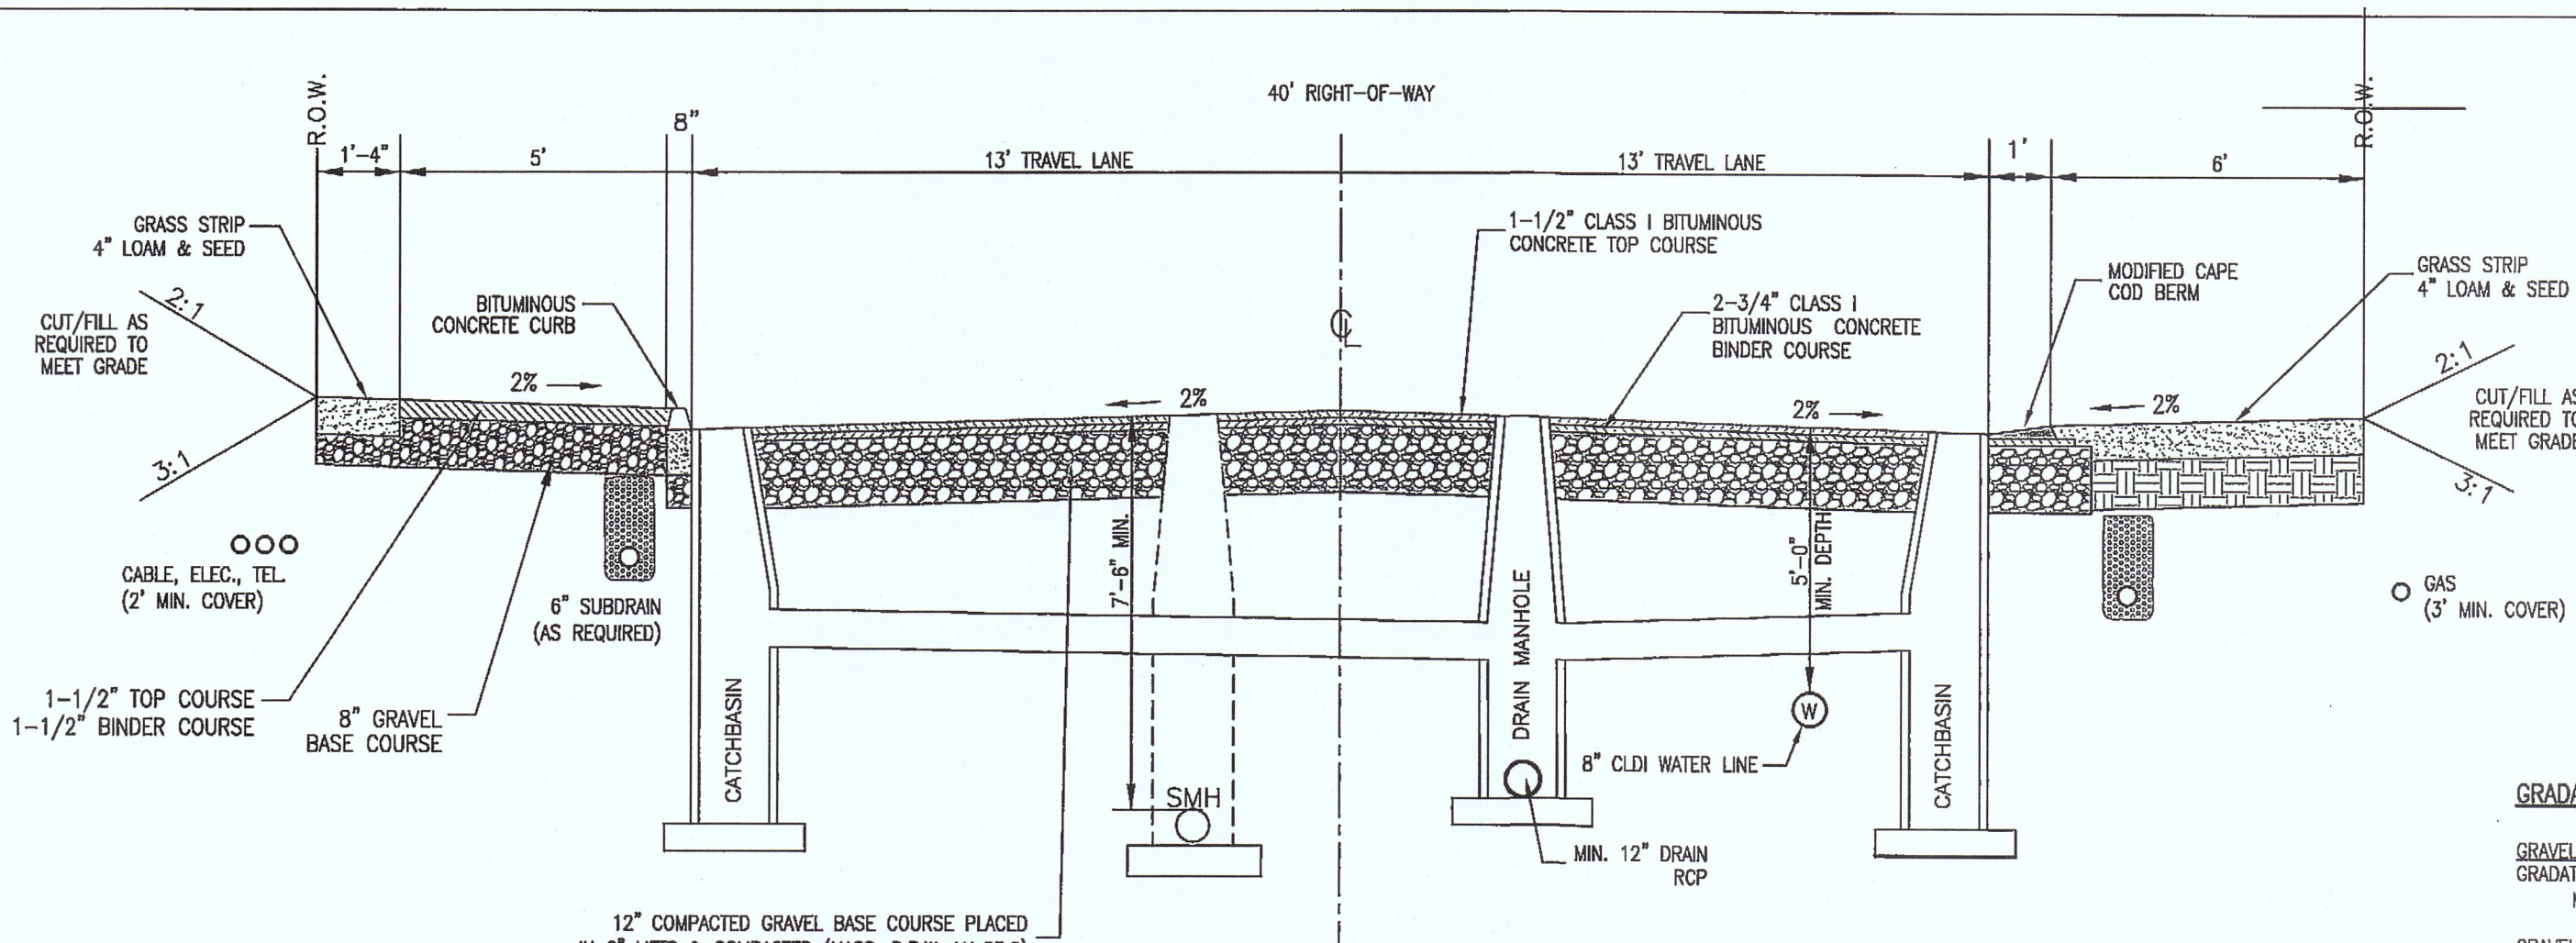 40' RIGHT-OF-WAY
R.O.W.
R.O.W.
1'-4"
5'
8"
13' TRAVEL LANE
13' TRAVEL LANE
1'
6'
GRASS STRIP
4" LOAM & SEED
2:1
CUT/FILL AS
REQUIRED TO
MEET GRADE
3:1
BITUMINOUS
CONCRETE CURB
2%
2%
1-1/2" CLASS I BITUMINOUS
CONCRETE TOP COURSE
2-3/4" CLASS I
BITUMINOUS CONCRETE
BINDER COURSE
CL
2%
MODIFIED CAPE
COD BERM
GRASS STRIP
4" LOAM & SEED
2%
2:1
CUT/FILL AS
REQUIRED TO
MEET GRADE
3:1
CABLE, ELEC., TEL.
(2' MIN. COVER)
6" SUBDRAIN
(AS REQUIRED)
1-1/2" TOP COURSE
1-1/2" BINDER COURSE
8" GRAVEL
BASE COURSE
CATCHBASIN
7'-6" MIN.
SMH
DRAIN MANHOLE
5'-0"
MIN. DEPTH
W
8" CLDI WATER LINE
CATCHBASIN
GAS
(3' MIN. COVER)
MIN. 12" DRAIN
RCP
12" COMPACTED GRAVEL BASE COURSE PLACED
GRADA
GRAVEL
GRADAT